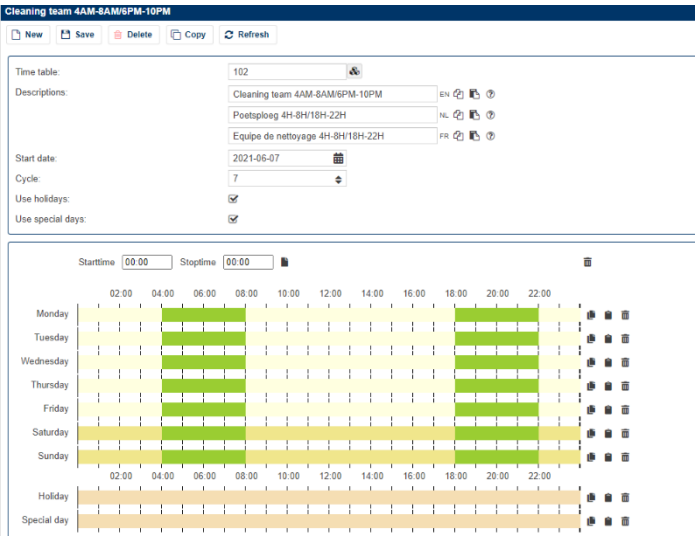 Cleaning team 4AM-8AM/6PM-10PM
New Save Delete Copy Refresh
Time table: 102
Descriptions: Cleaning team 4AM-8AM/6PM-10PM EN
Poetsploeg 4H-8H/18H-22H NL
Equipe de nettoyage 4H-8H/18H-22H FR
Start date: 2021-06-07
Cycle: 7
Use holidays:
Use special days:
Starttime 00:00 Stoptime 00:00
02:00 04:00 06:00 08:00 10:00 12:00 14:00 16:00 18:00 20:00 22:00
Monday
Tuesday
Wednesday
Thursday
Friday
Saturday
Sunday
02:00 04:00 06:00 08:00 10:00 12:00 14:00 16:00 18:00 20:00 22:00
Holiday
Special day